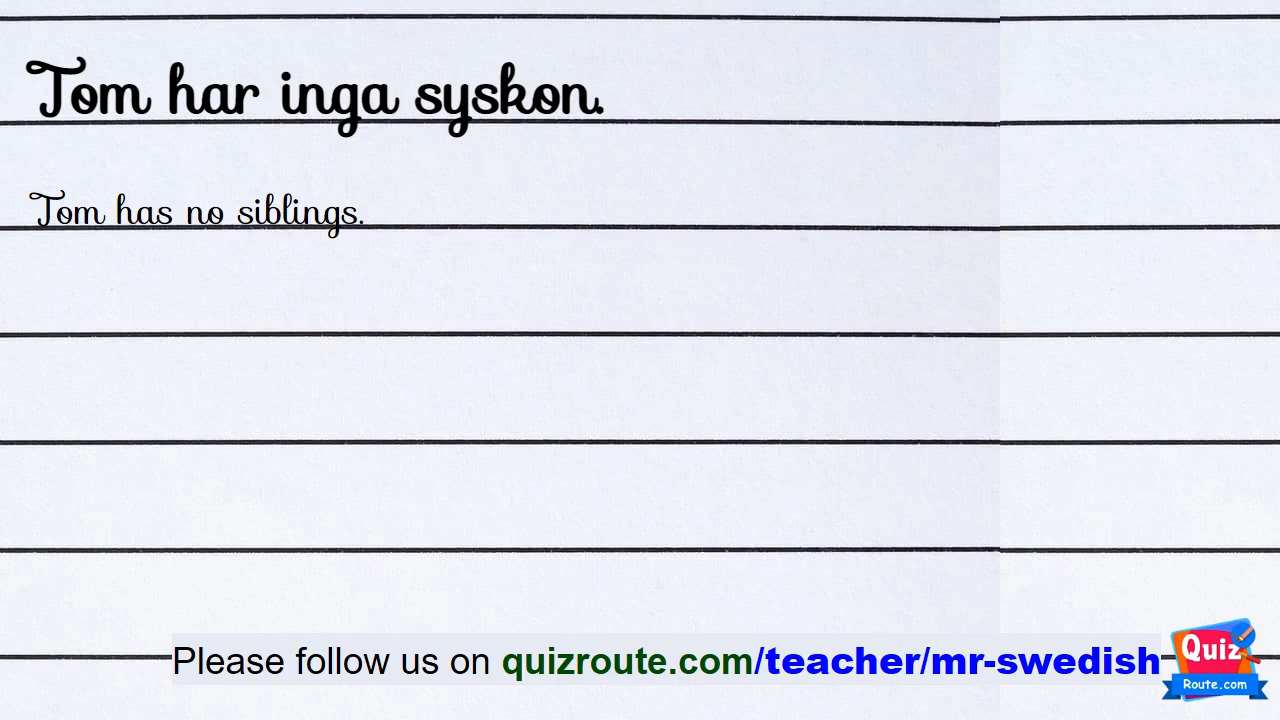 Tom har inga syskon.
Tom has no siblings.
Please follow us on quizroute.com/teacher/mr-swedish
Quiz
Route.com